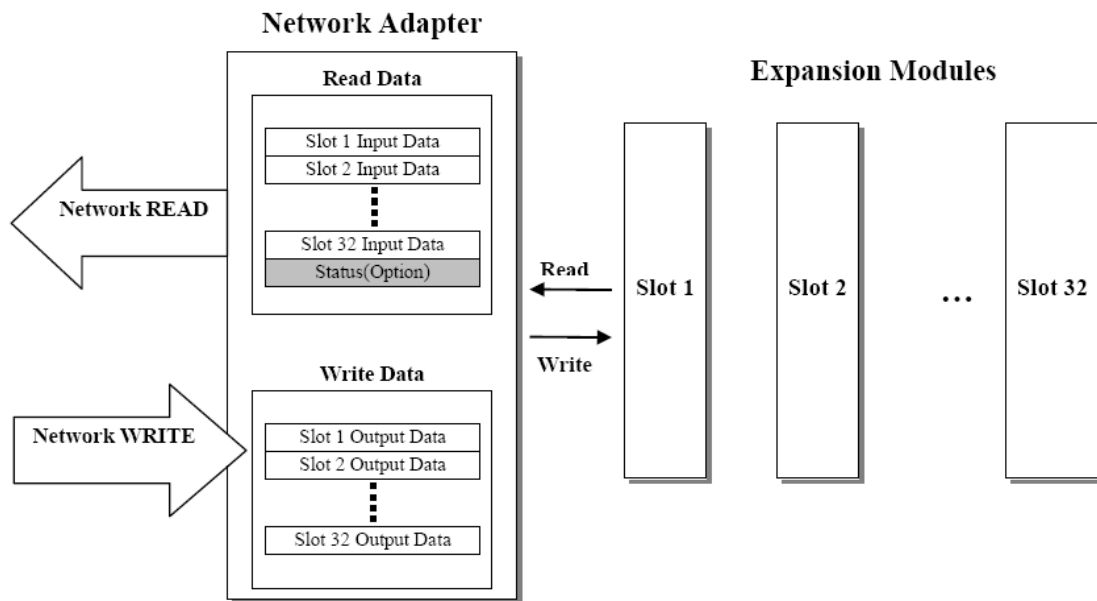 Network Adapter
Read Data
Slot 1 Input Data
Slot 2 Input Data
Slot 32 Input Data
Status(Option)
Network READ
Write Data
Slot 1 Output Data
Slot 2 Output Data
Slot 32 Output Data
Network WRITE
Read
Write
Expansion Modules
Slot 1
Slot 2
...
Slot 32